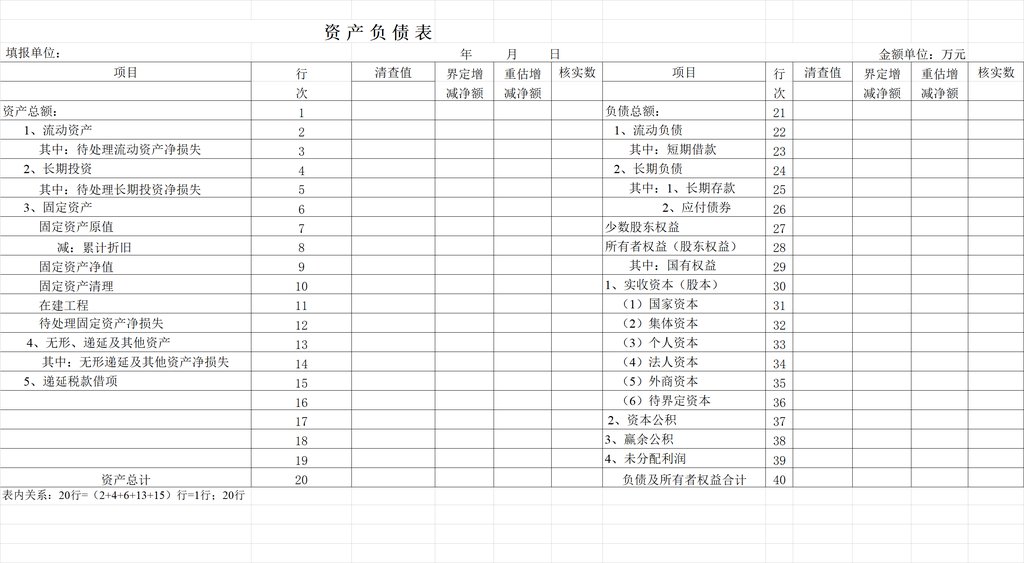 资产负债表
填报单位： 年 月 日 金额单位：万元
项目 行次 清查值 界定增减净额 重估增减净额 核实数 项目 行次 清查值 界定增减净额 重估增减净额 核实数
资产总额： 1 负债总额： 21
1、流动资产 2 1、流动负债 22
其中：待处理流动资产净损失 3 其中：短期借款 23
2、长期投资 4 2、长期负债 24
其中：待处理长期投资净损失 5 其中：1、长期存款 25
3、固定资产 6 2、应付债券 26
固定资产原值 7 少数股东权益 27
减：累计折旧 8 所有者权益（股东权益） 28
固定资产净值 9 其中：国有权益 29
固定资产清理 10 1、实收资本（股本） 30
在建工程 11 （1）国家资本 31
待处理固定资产净损失 12 （2）集体资本 32
4、无形、递延及其他资产 13 （3）个人资本 33
其中：无形递延及其他资产净损失 14 （4）法人资本 34
5、递延税款借项 15 （5）外商资本 35
16 （6）待界定资本 36
17 2、资本公积 37
18 3、赢余公积 38
19 4、未分配利润 39
资产总计 20 负债及所有者权益合计 40
表内关系：20行=（2+4+6+13+15）行=1行；20行